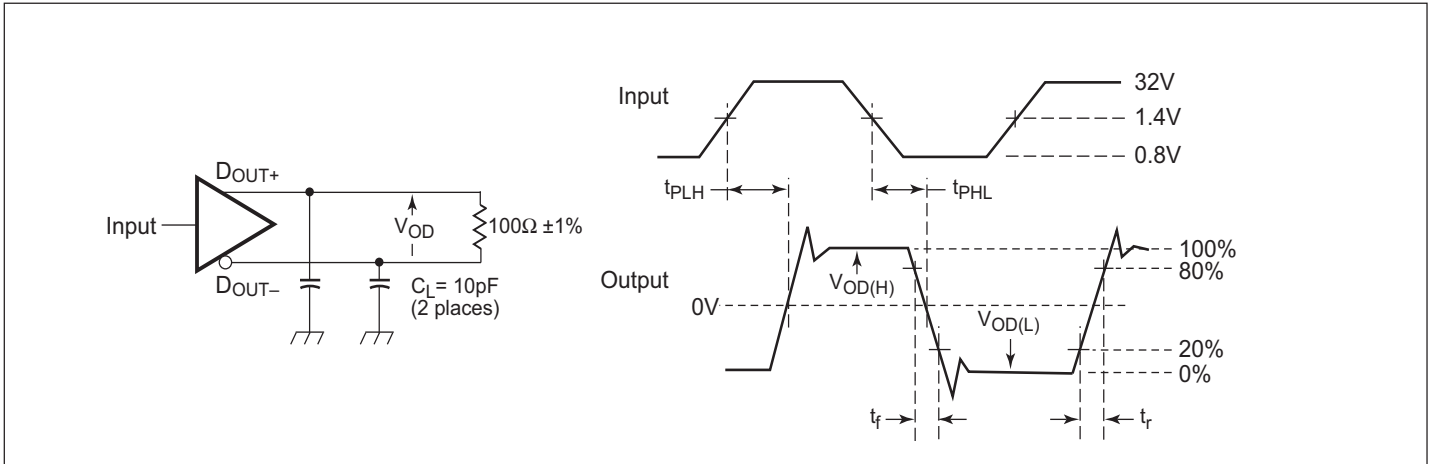 Input
DOUT+
DOUT–
VOD
100Ω ±1%
CL= 10pF
(2 places)
Input
32V
1.4V
0.8V
tPLH
tPHL
Output
0V
VOD(H)
VOD(L)
100%
80%
20%
0%
tf
tr